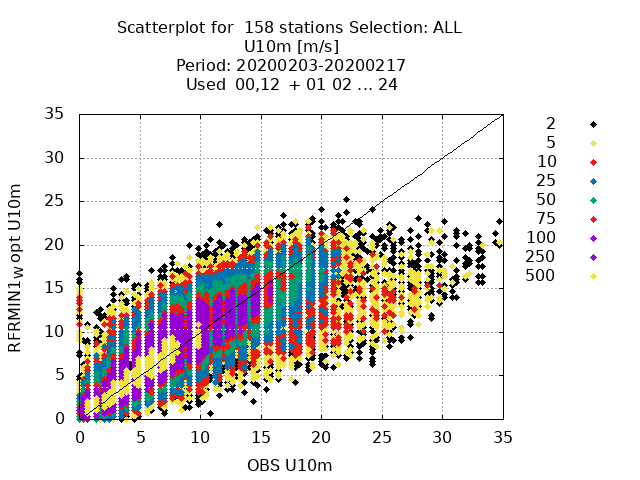 Scatterplot for  158 stations Selection: ALL
U10m [m/s]
Period: 20200203-20200217
Used  00,12  + 01 02 ... 24
RFRMIN1w opt U10m
35
30
25
20
15
10
5
0
0 5 10 15 20 25 30 35
OBS U10m
2
5
10
25
50
75
100
250
500